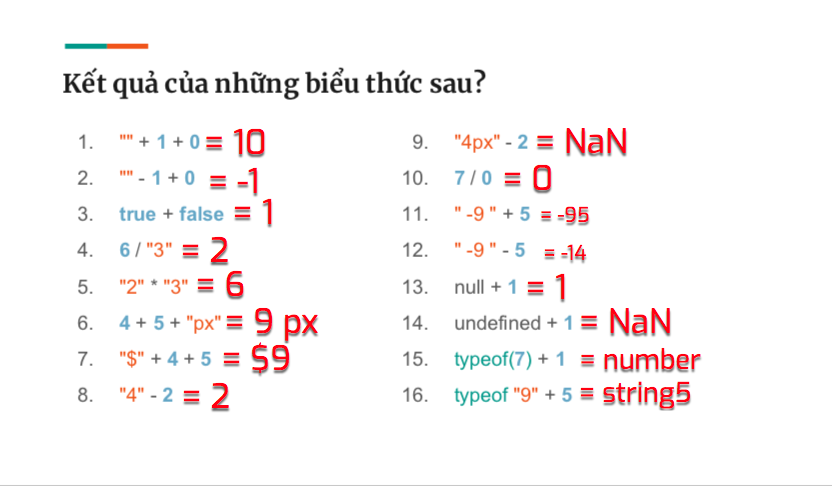 Kết quả của những biểu thức sau?
1. "" + 1 + 0 = 10
2. "" - 1 + 0 = -1
3. true + false = 1
4. 6 / "3" = 2
5. "2" * "3" = 6
6. 4 + 5 + "px" = 9 px
7. "$" + 4 + 5 = $9
8. "4" - 2 = 2
9. "4px" - 2 = NaN
10. 7 / 0 = 0
11. " -9 " + 5 = -95
12. " -9 " - 5 = -14
13. null + 1 = 1
14. undefined + 1 = NaN
15. typeof(7) + 1 = number
16. typeof "9" + 5 = string5